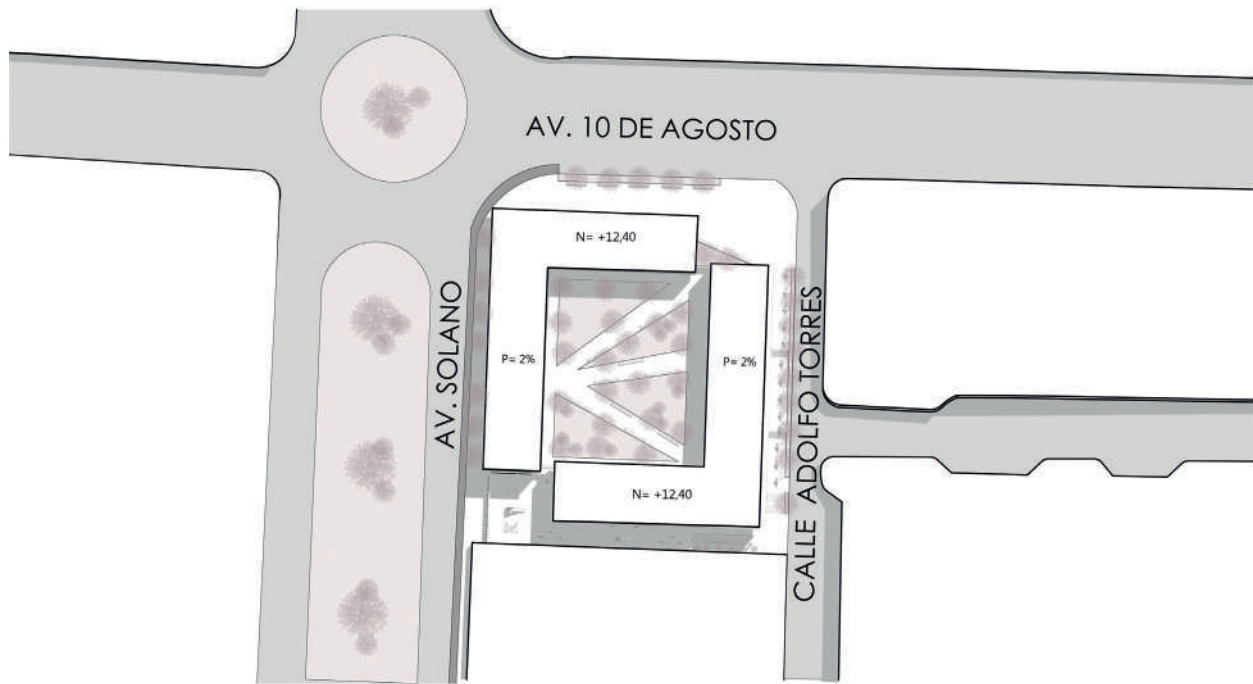 AV. 10 DE AGOSTO
N= +12,40
AV. SOLANO
P= 2%
P= 2%
CALLE ADOLFO TORRES
N= +12,40